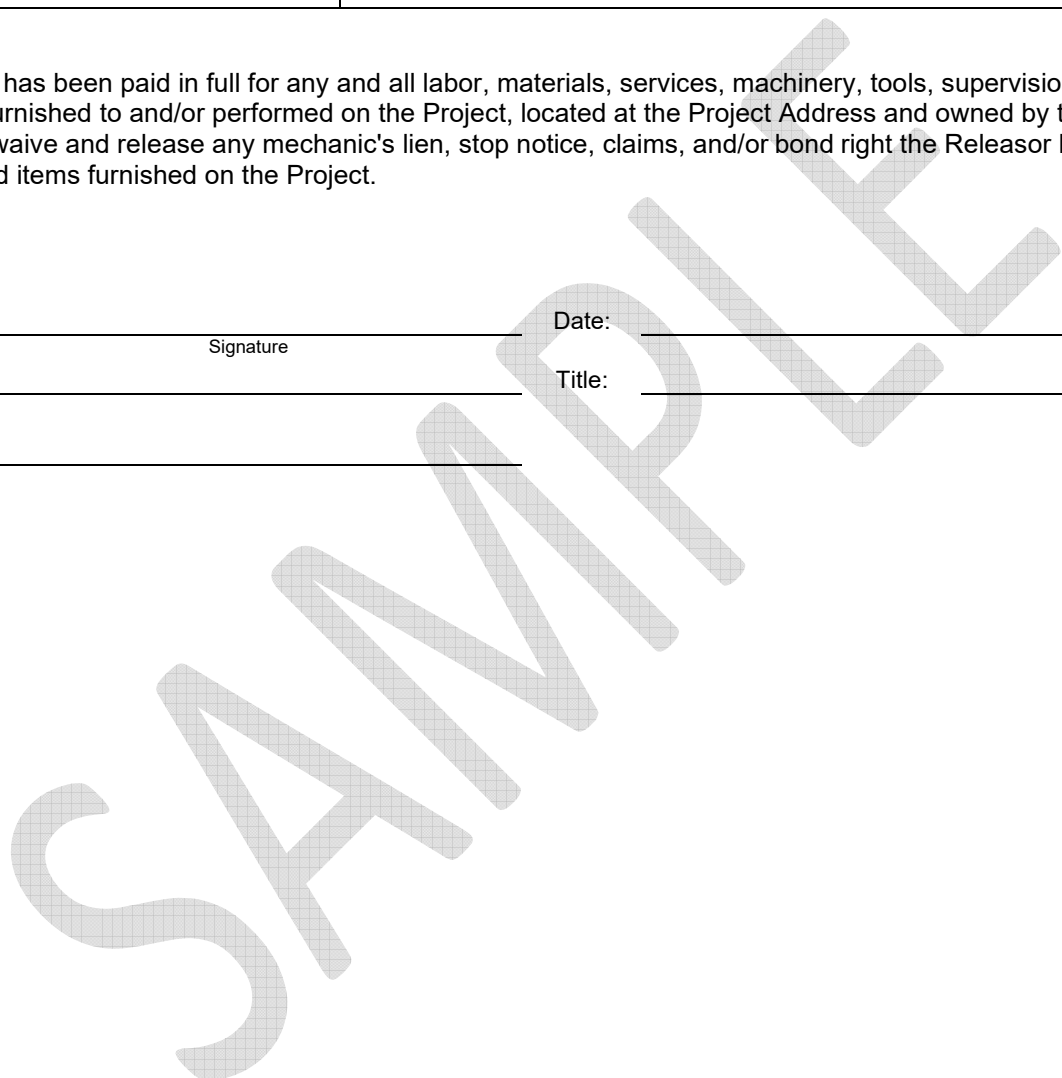 has been paid in full for any and all labor, materials, services, machinery, tools,
furnished to and/or performed on the Project, located at the Project Address and owned by
waive and release any mechanic's lien, stop notice, claims, and/or bond right the Releasor
items furnished on the Project.
Date:
Signature
Title:
SAMPLE